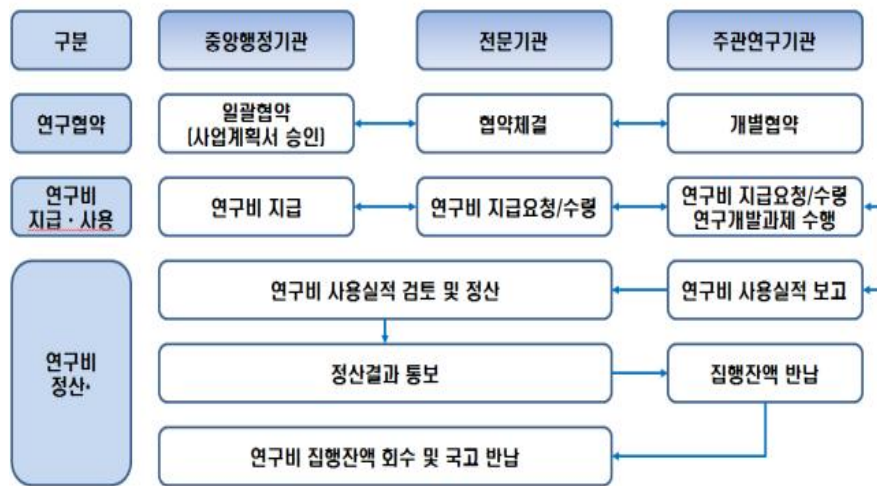 구분
중앙행정기관
전문기관
주관연구기관
연구협약
일괄협약
(사업계획서 승인)
협약체결
개별협약
연구비
지급·사용
연구비 지급
연구비 지급요청/수령
연구비 지급요청/수령
연구개발과제 수행
연구비
정산·
연구비 사용실적 검토 및 정산
연구비 사용실적 보고
정산결과 통보
집행잔액 반납
연구비 집행잔액 회수 및 국고 반납